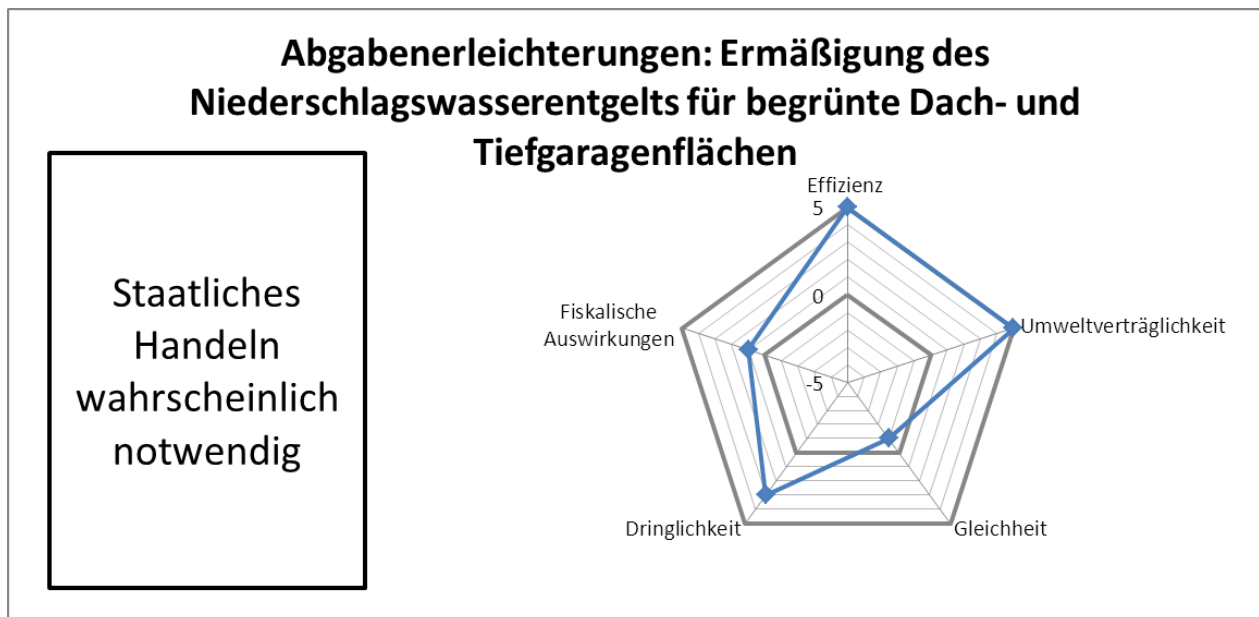 Abgabenerleichterungen: Ermäßigung des
Niederschlagswasserentgelts für begrünte Dach- und
Tiefgaragenflächen
Staatliches
Handeln
wahrscheinlich
notwendig
Effizienz
5
0
-5
Umweltverträglichkeit
Gleichheit
Dringlichkeit
Fiskalische
Auswirkungen